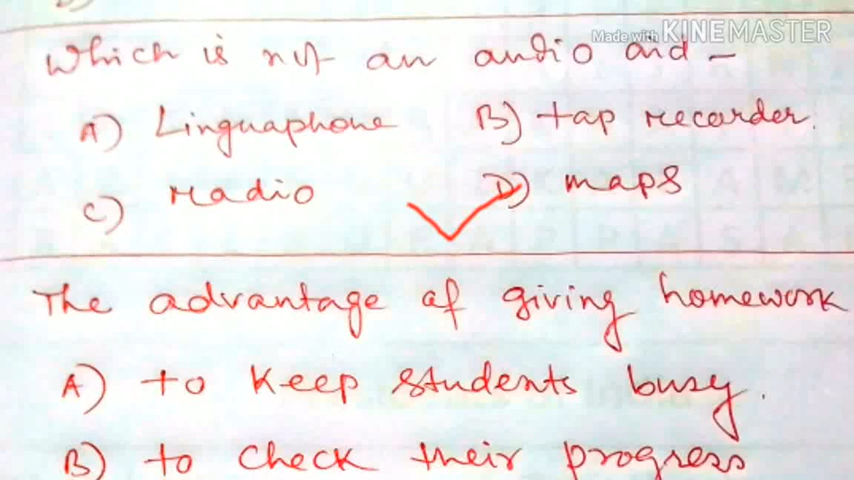 Made with KINEMASTER
Which is not an audio aid -
A) Linguaphone B) tap recorder.
C) radio D) maps
The advantage of giving homework
A) to keep students busy.
B) to check their progress